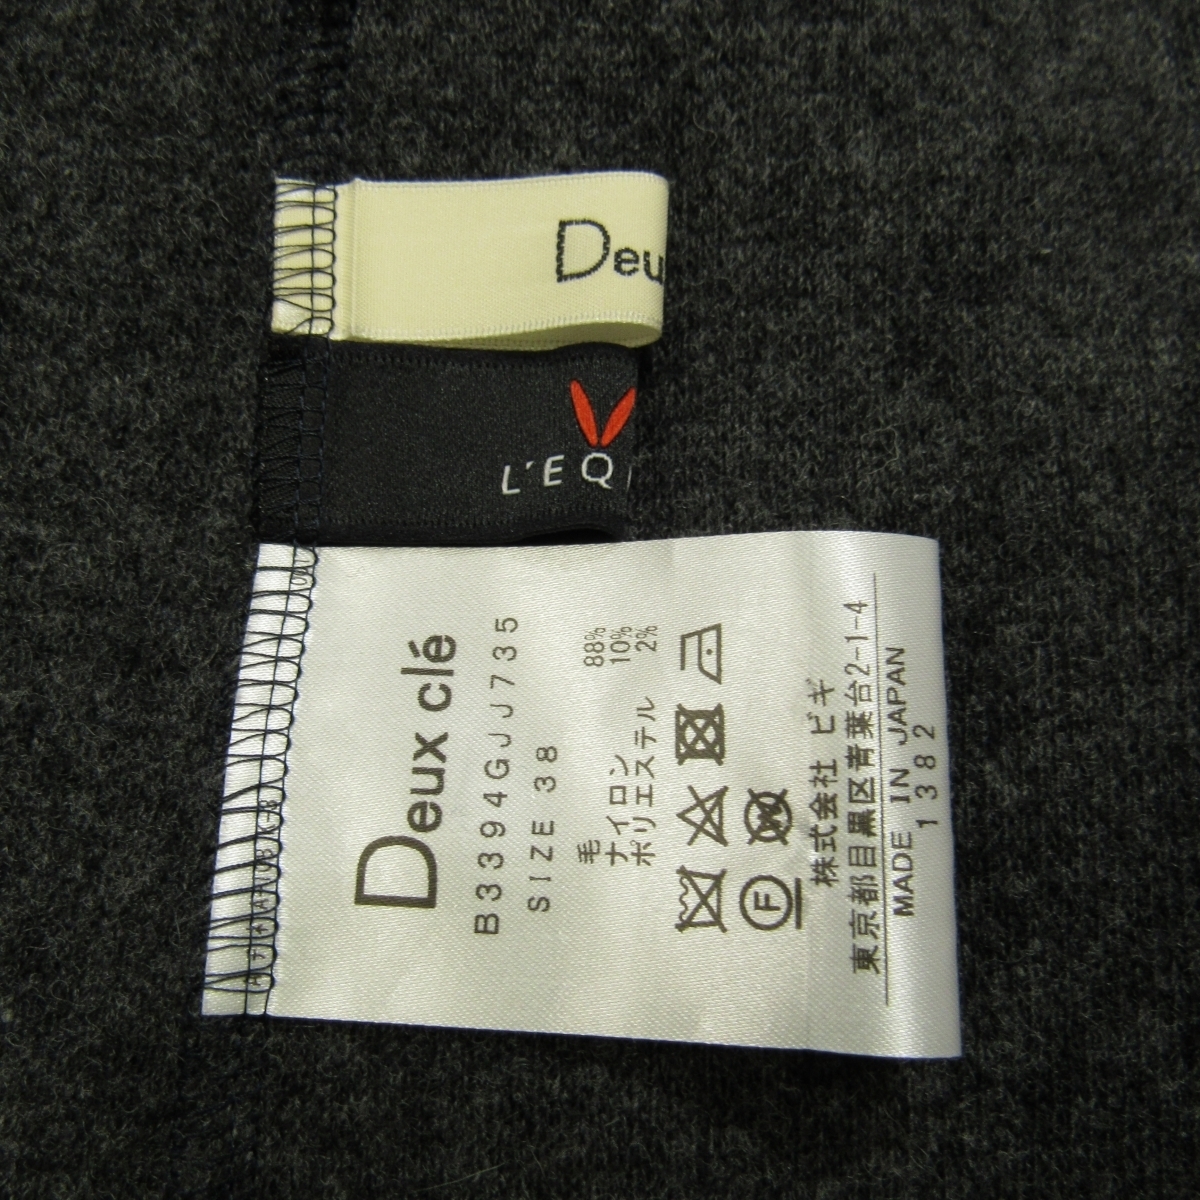 Deu
L'EQ
Deux clé
B3394GJJ735
SIZE 38
毛 88%
ナイロン 10%
ポリエステル 2%
F
W
株式会社 ビギ
東京都目黒区青葉台2-1-4
MADE IN JAPAN
1382